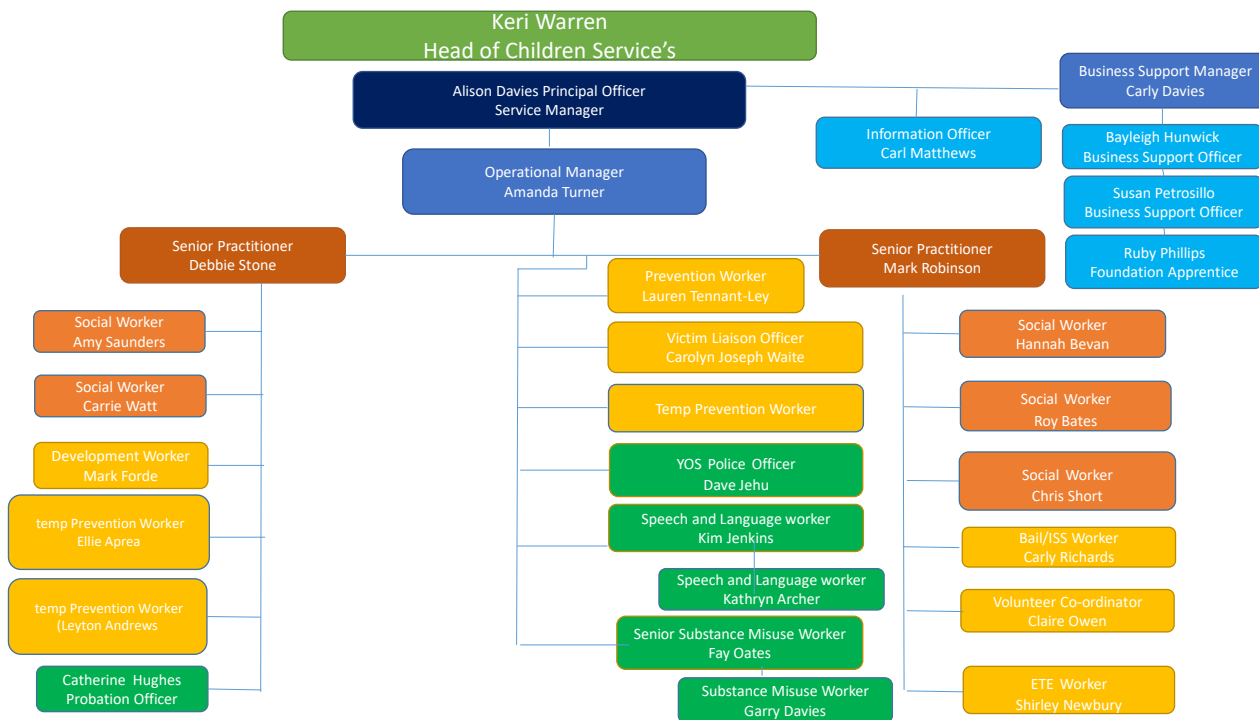 Keri Warren
Head of Children Service’s
Alison Davies Principal Officer
Service Manager
Business Support Manager
Carly Davies
Information Officer
Carl Matthews
Bayleigh Hunwick
Business Support Officer
Susan Petrosillo
Business Support Officer
Ruby Phillips
Foundation Apprentice
Operational Manager
Amanda Turner
Senior Practitioner
Debbie Stone
Senior Practitioner
Mark Robinson
Social Worker
Amy Saunders
Social Worker
Carrie Watt
Development Worker
Mark Forde
temp Prevention Worker
Ellie Aprea
temp Prevention Worker
(Leyton Andrews
Catherine Hughes
Probation Officer
Prevention Worker
Lauren Tennant-Ley
Victim Liaison Officer
Carolyn Joseph Waite
Temp Prevention Worker
YOS Police Officer
Dave Jehu
Speech and Language worker
Kim Jenkins
Speech and Language worker
Kathryn Archer
Senior Substance Misuse Worker
Fay Oates
Substance Misuse Worker
Garry Davies
Social Worker
Hannah Bevan
Social Worker
Roy Bates
Social Worker
Chris Short
Bail/ISS Worker
Carly Richards
Volunteer Co-ordinator
Claire Owen
ETE Worker
Shirley Newbury